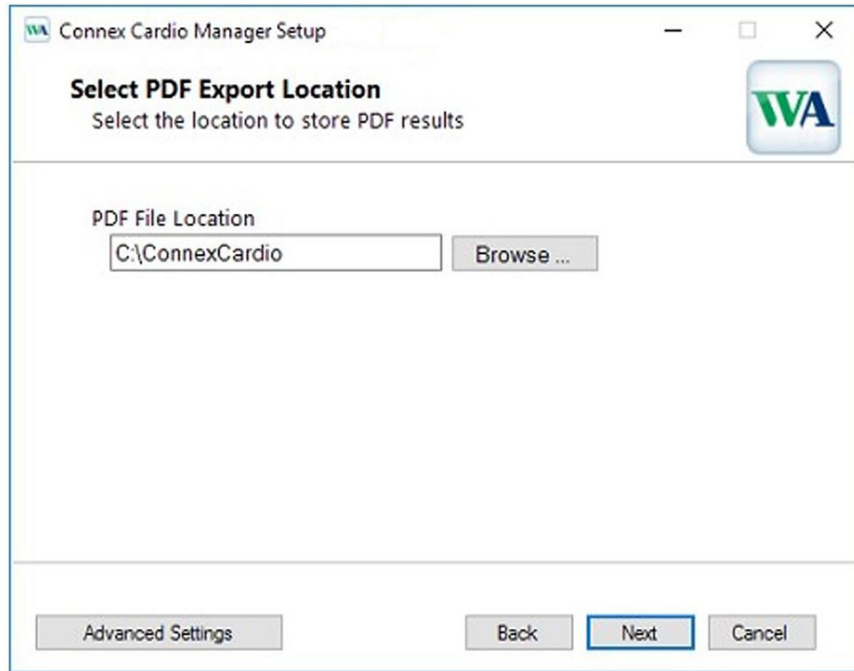 WA Connex Cardio Manager Setup
Select PDF Export Location
Select the location to store PDF results
WA
PDF File Location
C:\ConnexCardio
Browse ...
Advanced Settings
Back
Next
Cancel